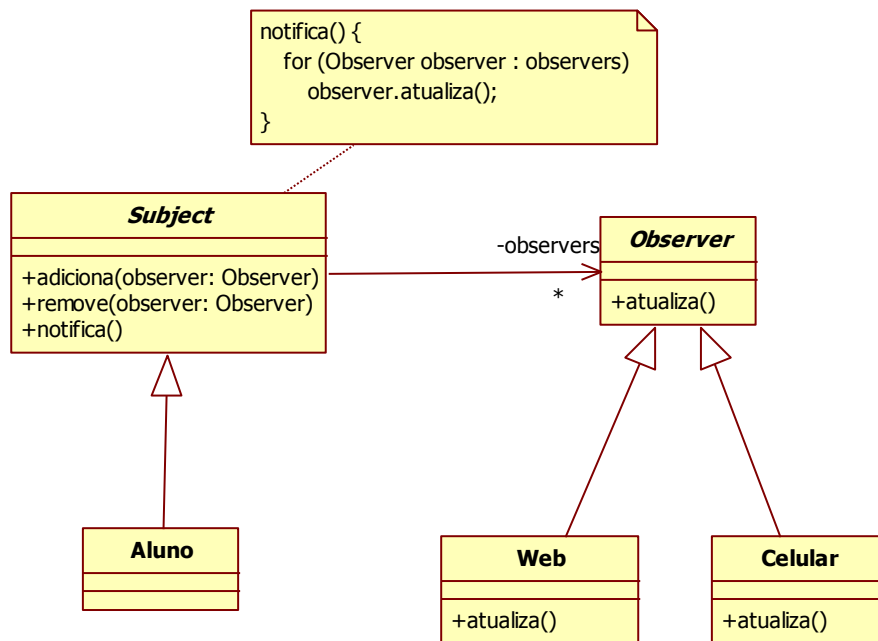 notifica() {
for (Observer observer : observers)
observer.atualiza();
}
Subject
+adiciona(observer: Observer)
+remove(observer: Observer)
+notifica()
-observers
*
Observer
+atualiza()
Aluno
Web
+atualiza()
Celular
+atualiza()